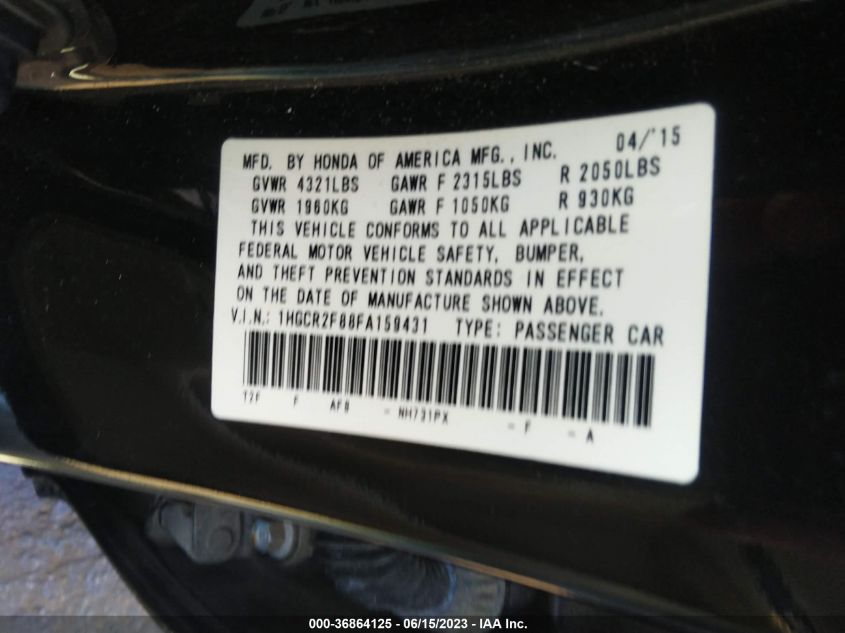 MFD. BY HONDA OF AMERICA MFG., INC. 04/'15
GVWR 4321LBS GAWR F 2315LBS R 2050LBS
GVWR 1960KG GAWR F 1050KG R 930KG
THIS VEHICLE CONFORMS TO ALL APPLICABLE
FEDERAL MOTOR VEHICLE SAFETY, BUMPER,
AND THEFT PREVENTION STANDARDS IN EFFECT
ON THE DATE OF MANUFACTURE SHOWN ABOVE.
V.I.N.: 1HGCR2F88FA159431 TYPE: PASSENGER CAR
T2F F AF8 - NH731PX - F - A
000-36864125 - 06/15/2023 - IAA Inc.